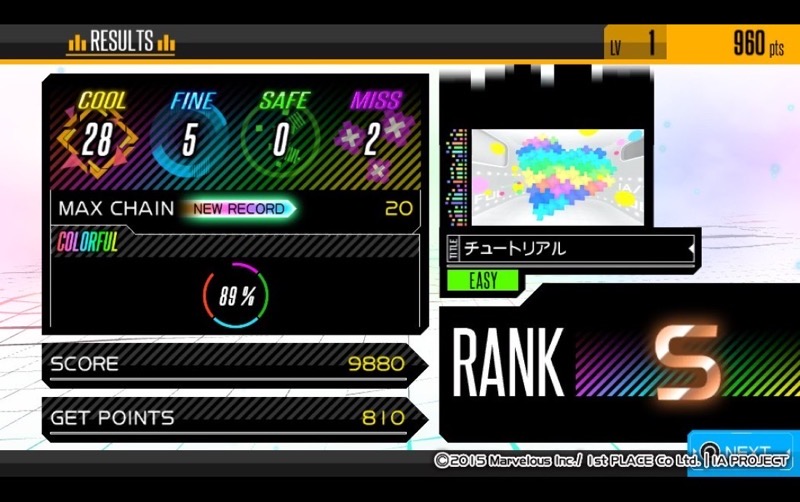 RESULTS
LV 1
960 pts
COOL FINE SAFE MISS
28 5 0 2
MAX CHAIN NEW RECORD 20
COLORFUL
89%
SCORE 9880
GET POINTS 810
TITLE チュートリアル
EASY
RANK S
NEXT
©2015 Marvelous Inc./ 1st PLACE Co Ltd. | IA PROJECT